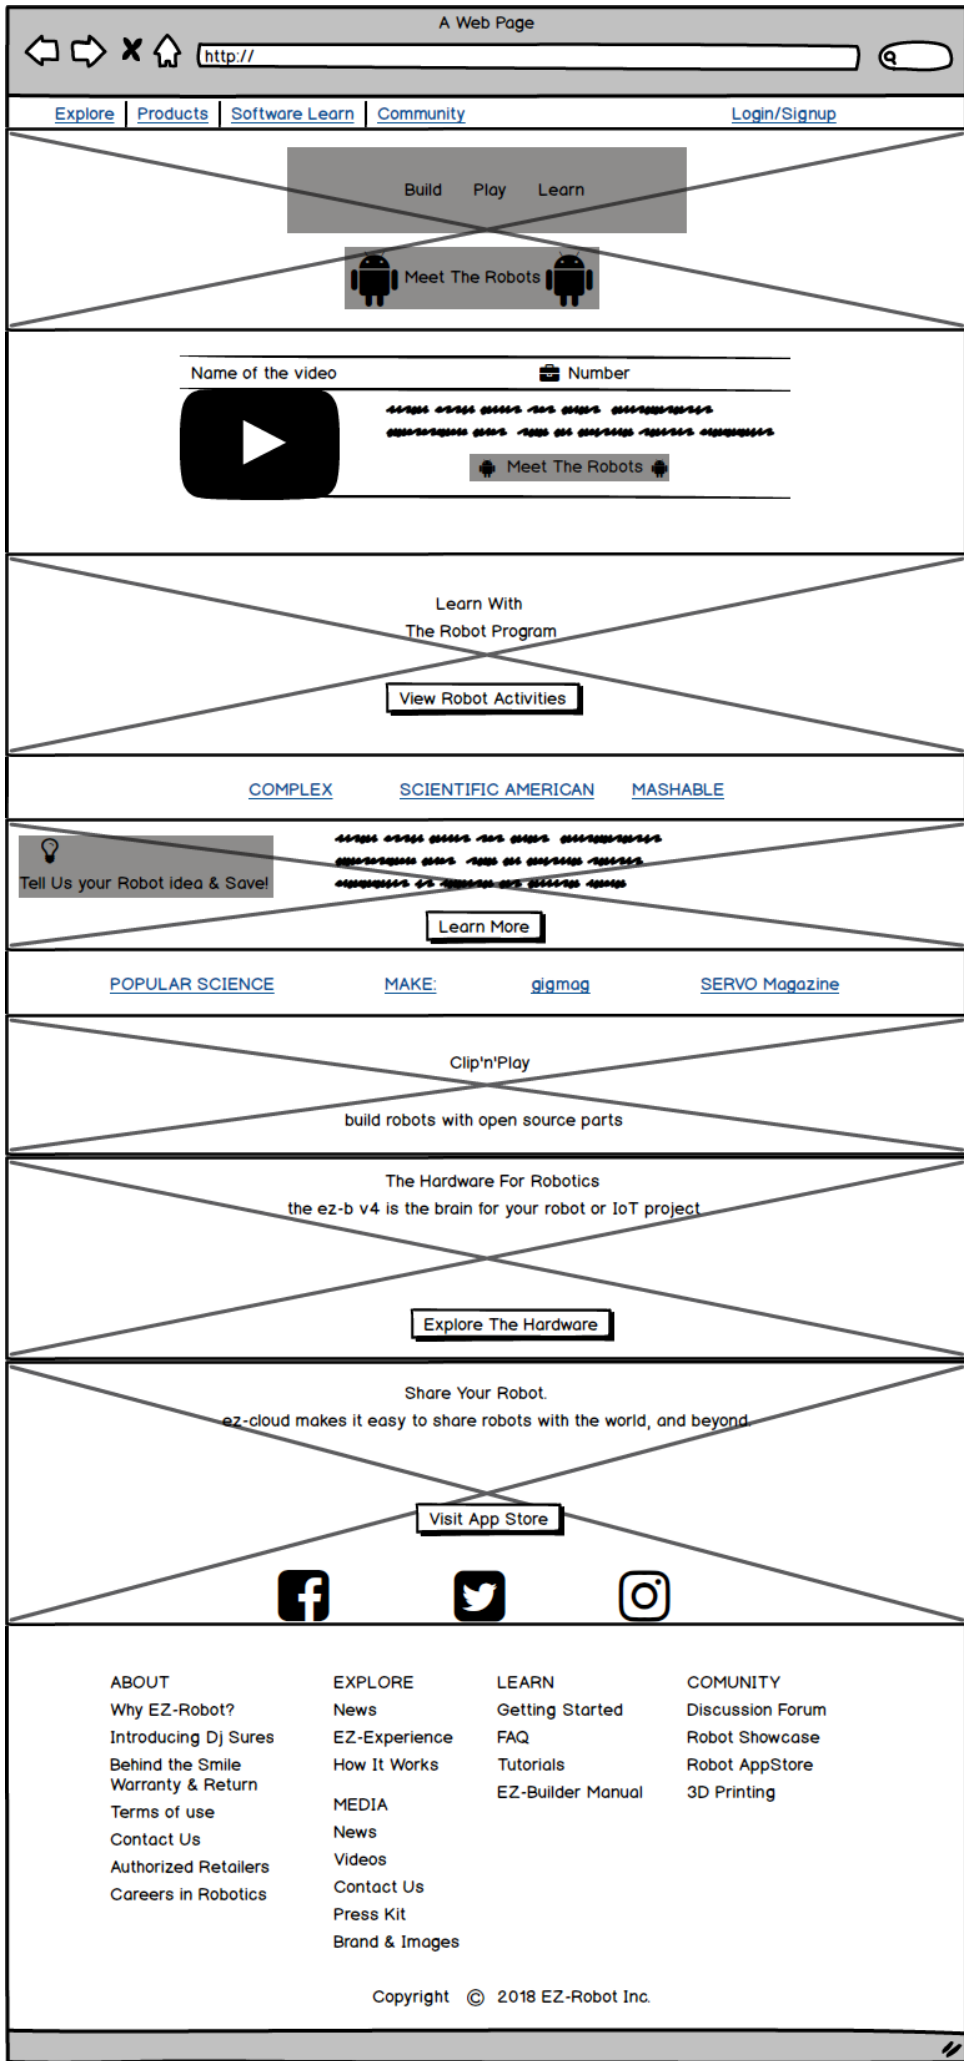 A Web Page
http://
Explore Products Software Learn Community Login/Signup
Build Play Learn
Meet The Robots
Name of the video Number
Meet The Robots
Learn With
The Robot Program
View Robot Activities
COMPLEX SCIENTIFIC AMERICAN MASHABLE
Tell Us your Robot idea & Save!
Learn More
POPULAR SCIENCE MAKE: gigmag SERVO Magazine
Clip'n'Play
build robots with open source parts
The Hardware For Robotics
the ez-b v4 is the brain for your robot or IoT project
Explore The Hardware
Share Your Robot.
ez-cloud makes it easy to share robots with the world, and beyond.
Visit App Store
ABOUT
Why EZ-Robot?
Introducing Dj Sures
Behind the Smile
Warranty & Return
Terms of use
Contact Us
Authorized Retailers
Careers in Robotics
EXPLORE
News
EZ-Experience
How It Works
MEDIA
News
Videos
Contact Us
Press Kit
Brand & Images
LEARN
Getting Started
FAQ
Tutorials
EZ-Builder Manual
COMUNITY
Discussion Forum
Robot Showcase
Robot AppStore
3D Printing
Copyright © 2018 EZ-Robot Inc.